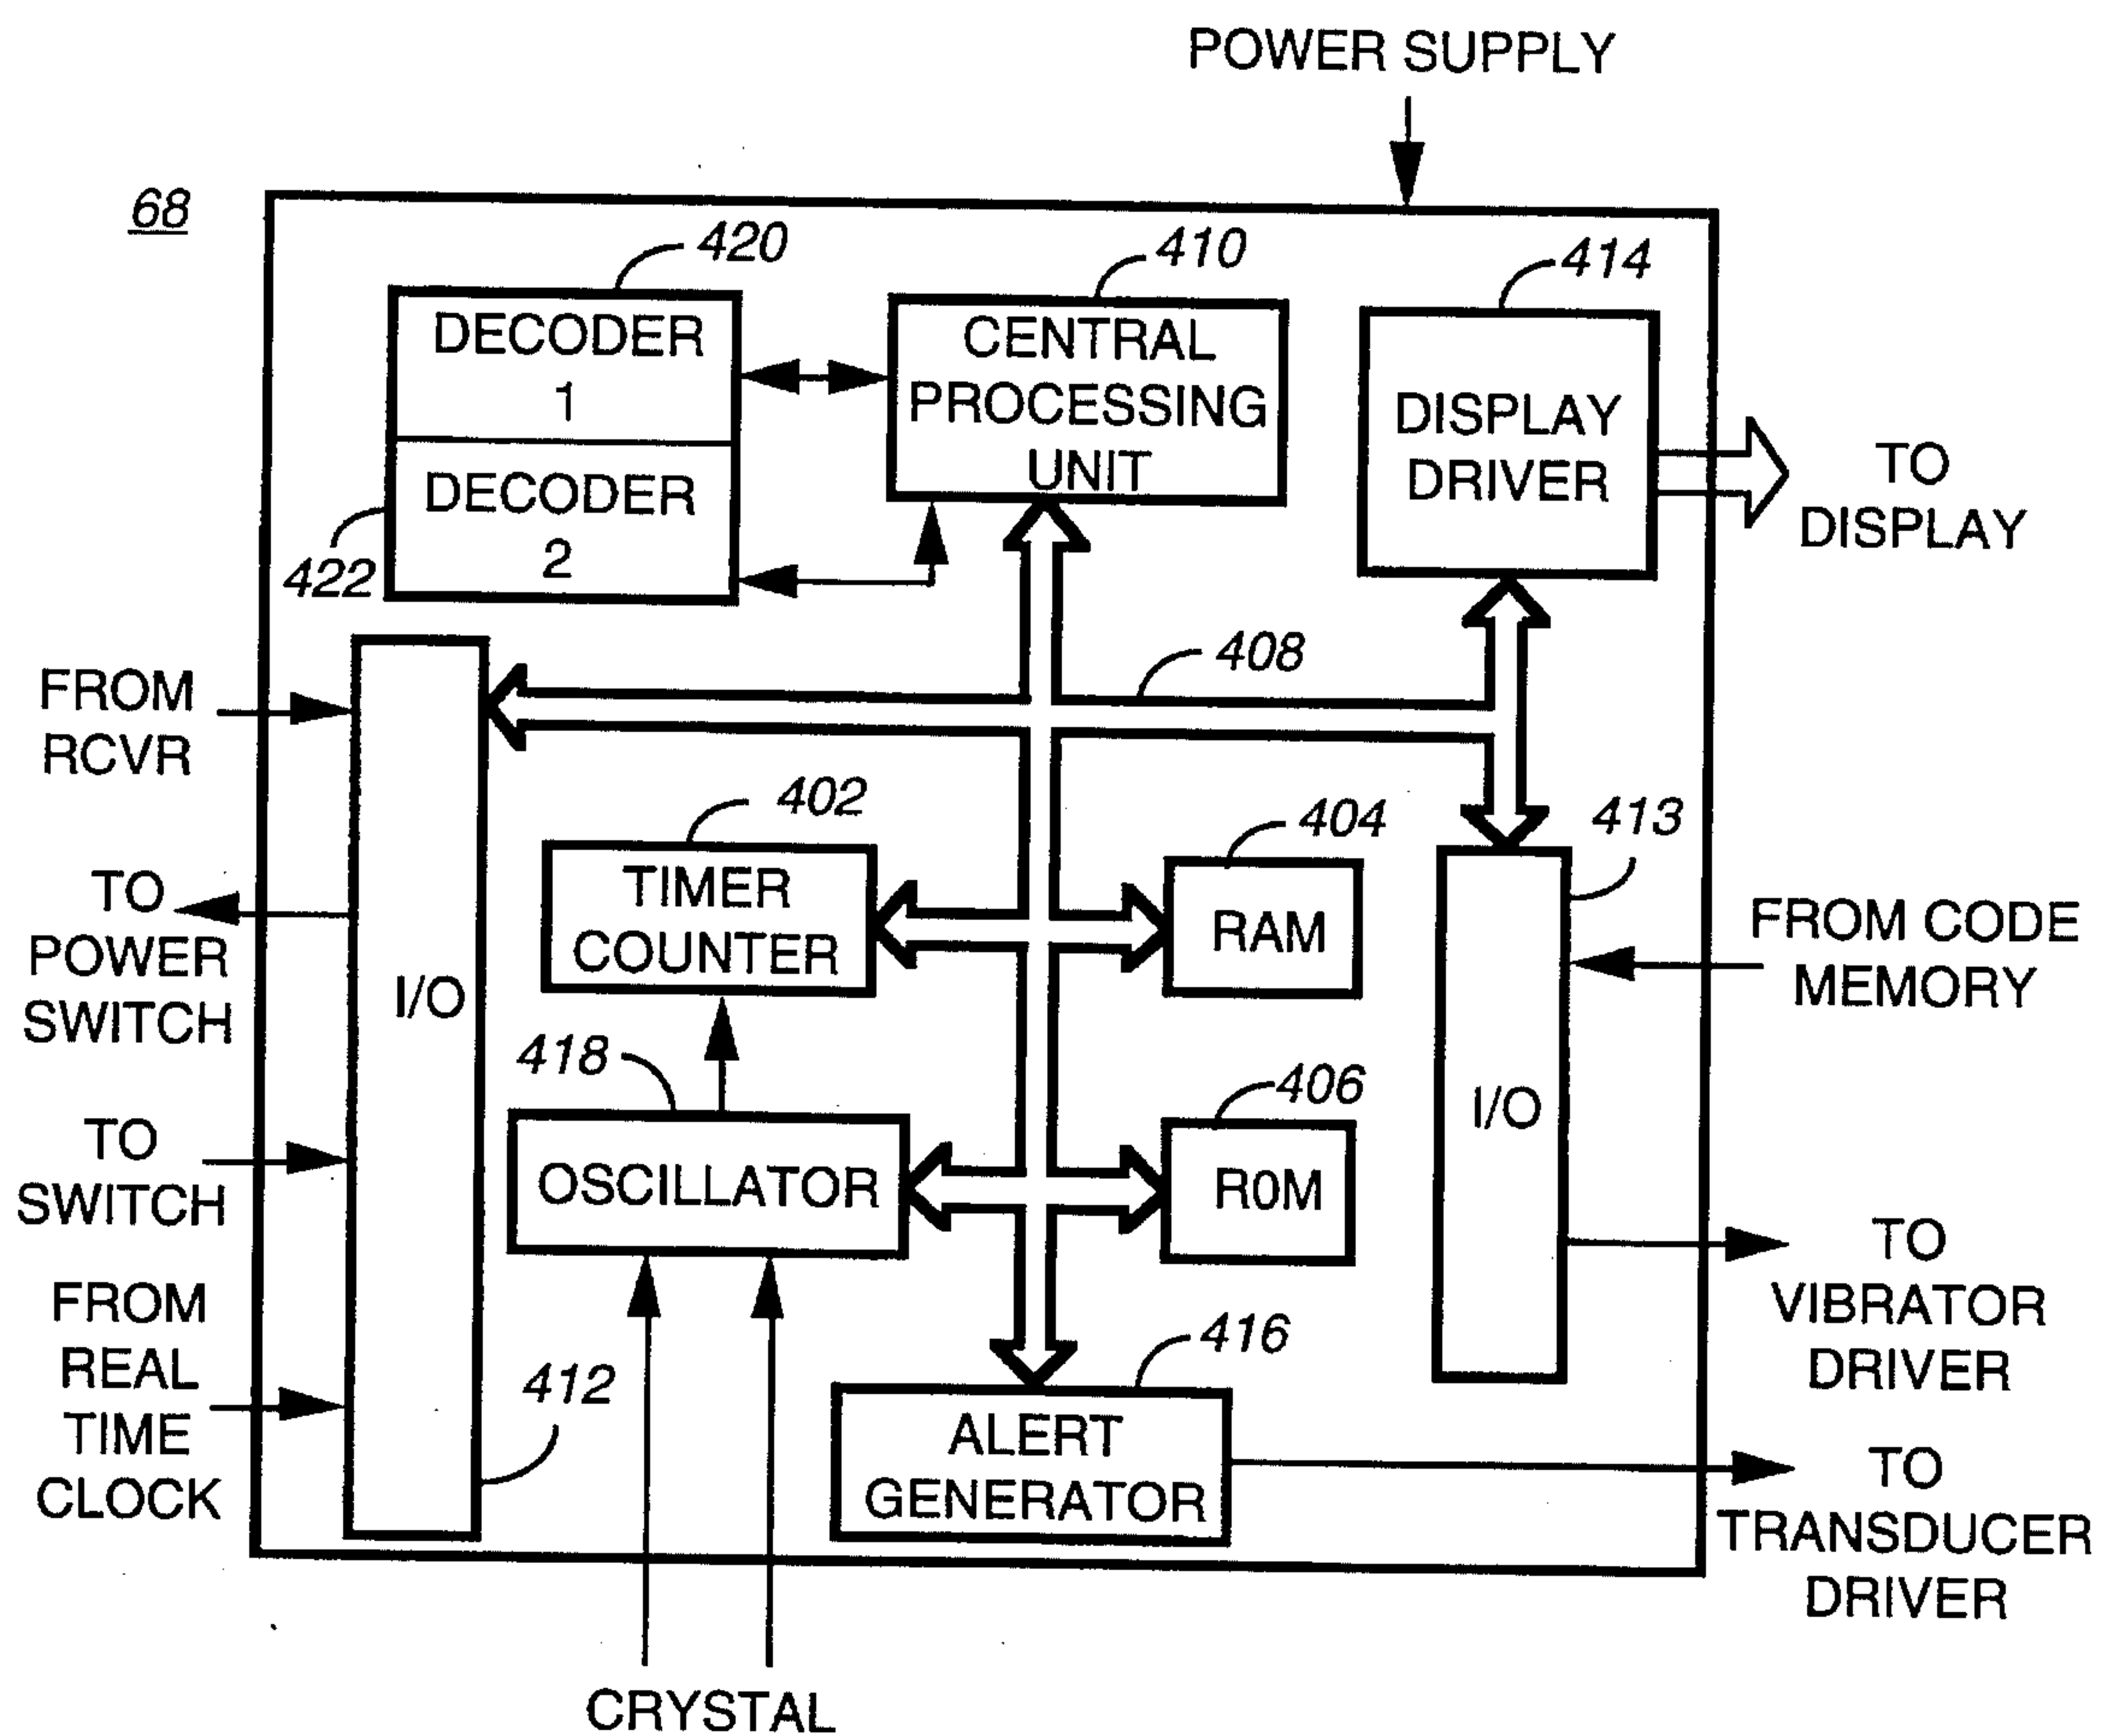 POWER SUPPLY
68
420
410
414
DECODER
1
CENTRAL
PROCESSING
UNIT
DISPLAY
DRIVER
TO
DISPLAY
DECODER
2
422
408
FROM
RCVR
402
404
413
TIMER
COUNTER
RAM
TO
POWER
SWITCH
I/O
FROM CODE
MEMORY
418
406
I/O
OSCILLATOR
R0M
TO
SWITCH
TO
VIBRATOR
DRIVER
FROM
REAL
TIME
CLOCK
412
416
ALERT
GENERATOR
TO
TRANSDUCER
DRIVER
CRYSTAL